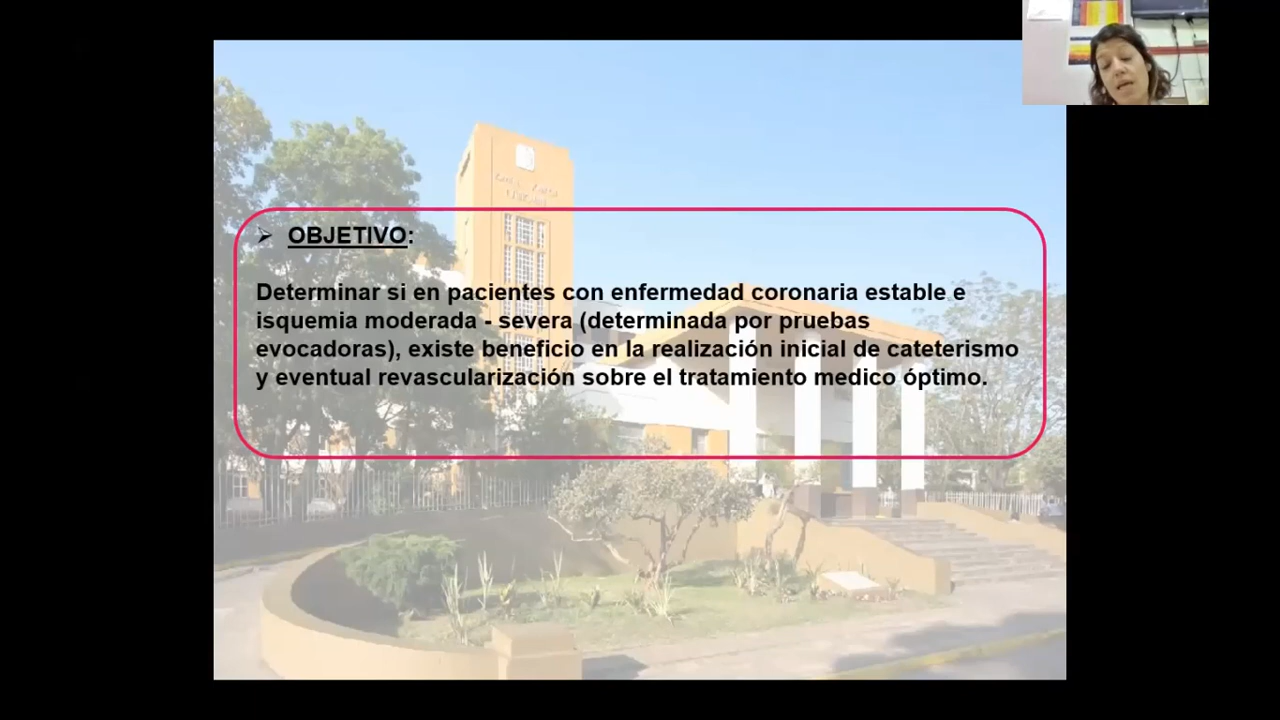 ➢ OBJETIVO:
Determinar si en pacientes con enfermedad coronaria estable e
isquemia moderada - severa (determinada por pruebas
evocadoras), existe beneficio en la realización inicial de cateterismo
y eventual revascularización sobre el tratamiento medico óptimo.